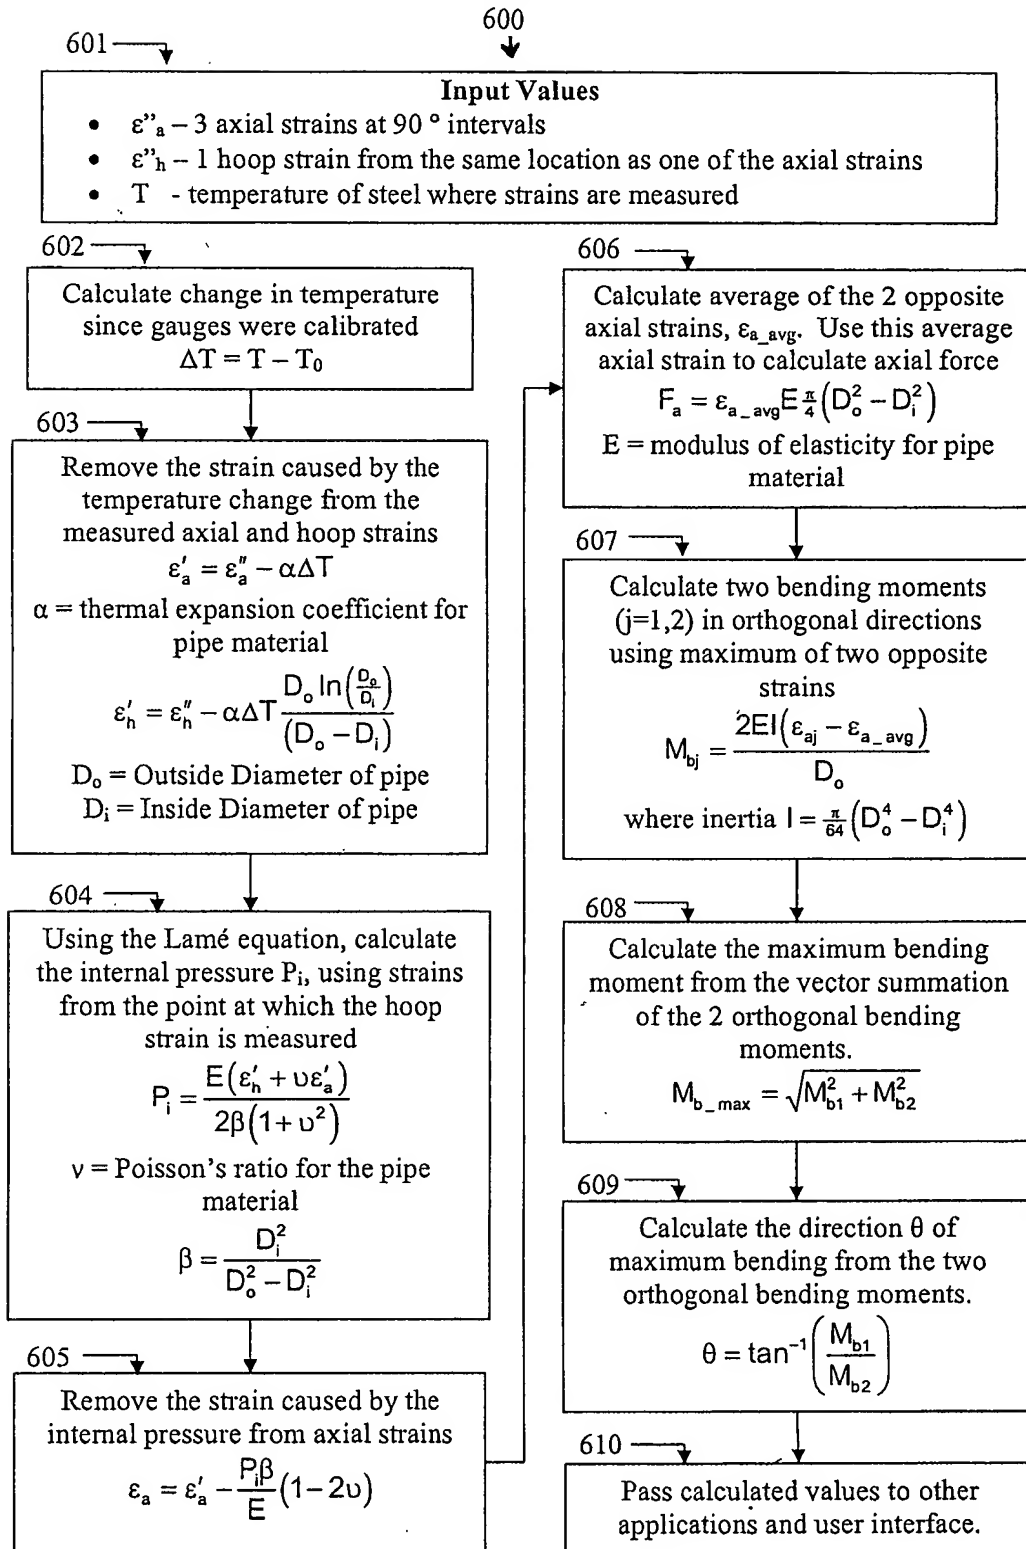 600
601
Input Values
• ε"a – 3 axial strains at 90 ° intervals
• ε"h – 1 hoop strain from the same location as one of the axial strains
• T - temperature of steel where strains are measured
602
Calculate change in temperature
since gauges were calibrated
ΔT = T – T₀
603
Remove the strain caused by the
temperature change from the
measured axial and hoop strains
ε′a = ε″a − αΔT
α = thermal expansion coefficient for
pipe material
ε′h = ε″h − αΔT Do ln(Do/Di) / (Do − Di)
Do = Outside Diameter of pipe
Di = Inside Diameter of pipe
604
Using the Lamé equation, calculate
the internal pressure Pi, using strains
from the point at which the hoop
strain is measured
Pi = E(ε′h + υε′a) / 2β(1 + υ²)
ν = Poisson's ratio for the pipe
material
β = Di² / (Do² − Di²)
605
Remove the strain caused by the
internal pressure from axial strains
εa = ε′a − Piβ/E (1 − 2υ)
606
Calculate average of the 2 opposite
axial strains, εa_avg. Use this average
axial strain to calculate axial force
Fa = εa_avg E π/4 (Do² − Di²)
E = modulus of elasticity for pipe
material
607
Calculate two bending moments
(j=1,2) in orthogonal directions
using maximum of two opposite
strains
Mbj = 2EI(εaj − εa_avg) / Do
where inertia I = π/64 (Do⁴ − Di⁴)
608
Calculate the maximum bending
moment from the vector summation
of the 2 orthogonal bending
moments.
Mb_max = √(Mb1² + Mb2²)
609
Calculate the direction θ of
maximum bending from the two
orthogonal bending moments.
θ = tan⁻¹(Mb1/Mb2)
610
Pass calculated values to other
applications and user interface.